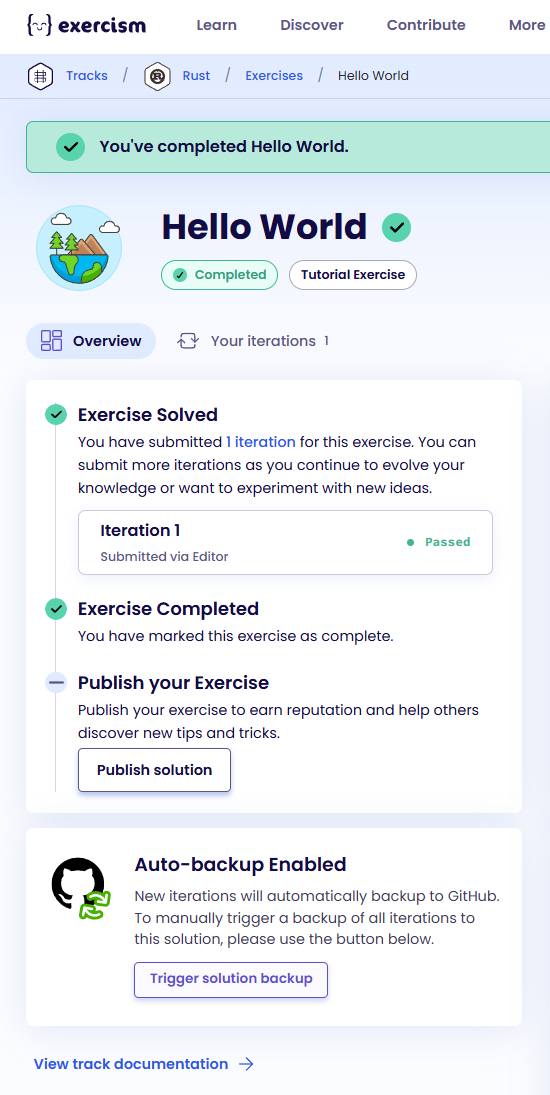 exercism Learn Discover Contribute More
Tracks / Rust / Exercises / Hello World
You've completed Hello World.
Hello World
Completed Tutorial Exercise
Overview Your iterations 1
Exercise Solved
You have submitted 1 iteration for this exercise. You can
submit more iterations as you continue to evolve your
knowledge or want to experiment with new ideas.
Iteration 1
Submitted via Editor
Passed
Exercise Completed
You have marked this exercise as complete.
Publish your Exercise
Publish your exercise to earn reputation and help others
discover new tips and tricks.
Publish solution
Auto-backup Enabled
New iterations will automatically backup to GitHub.
To manually trigger a backup of all iterations to
this solution, please use the button below.
Trigger solution backup
View track documentation →